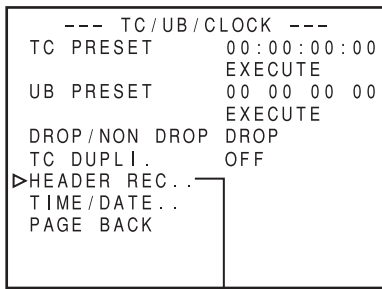 --- TC/UB/CLOCK ---
TC PRESET 00:00:00:00
EXECUTE
UB PRESET 00 00 00 00
EXECUTE
DROP/NON DROP DROP
TC DUPLI. OFF
▷HEADER REC..
TIME/DATE..
PAGE BACK